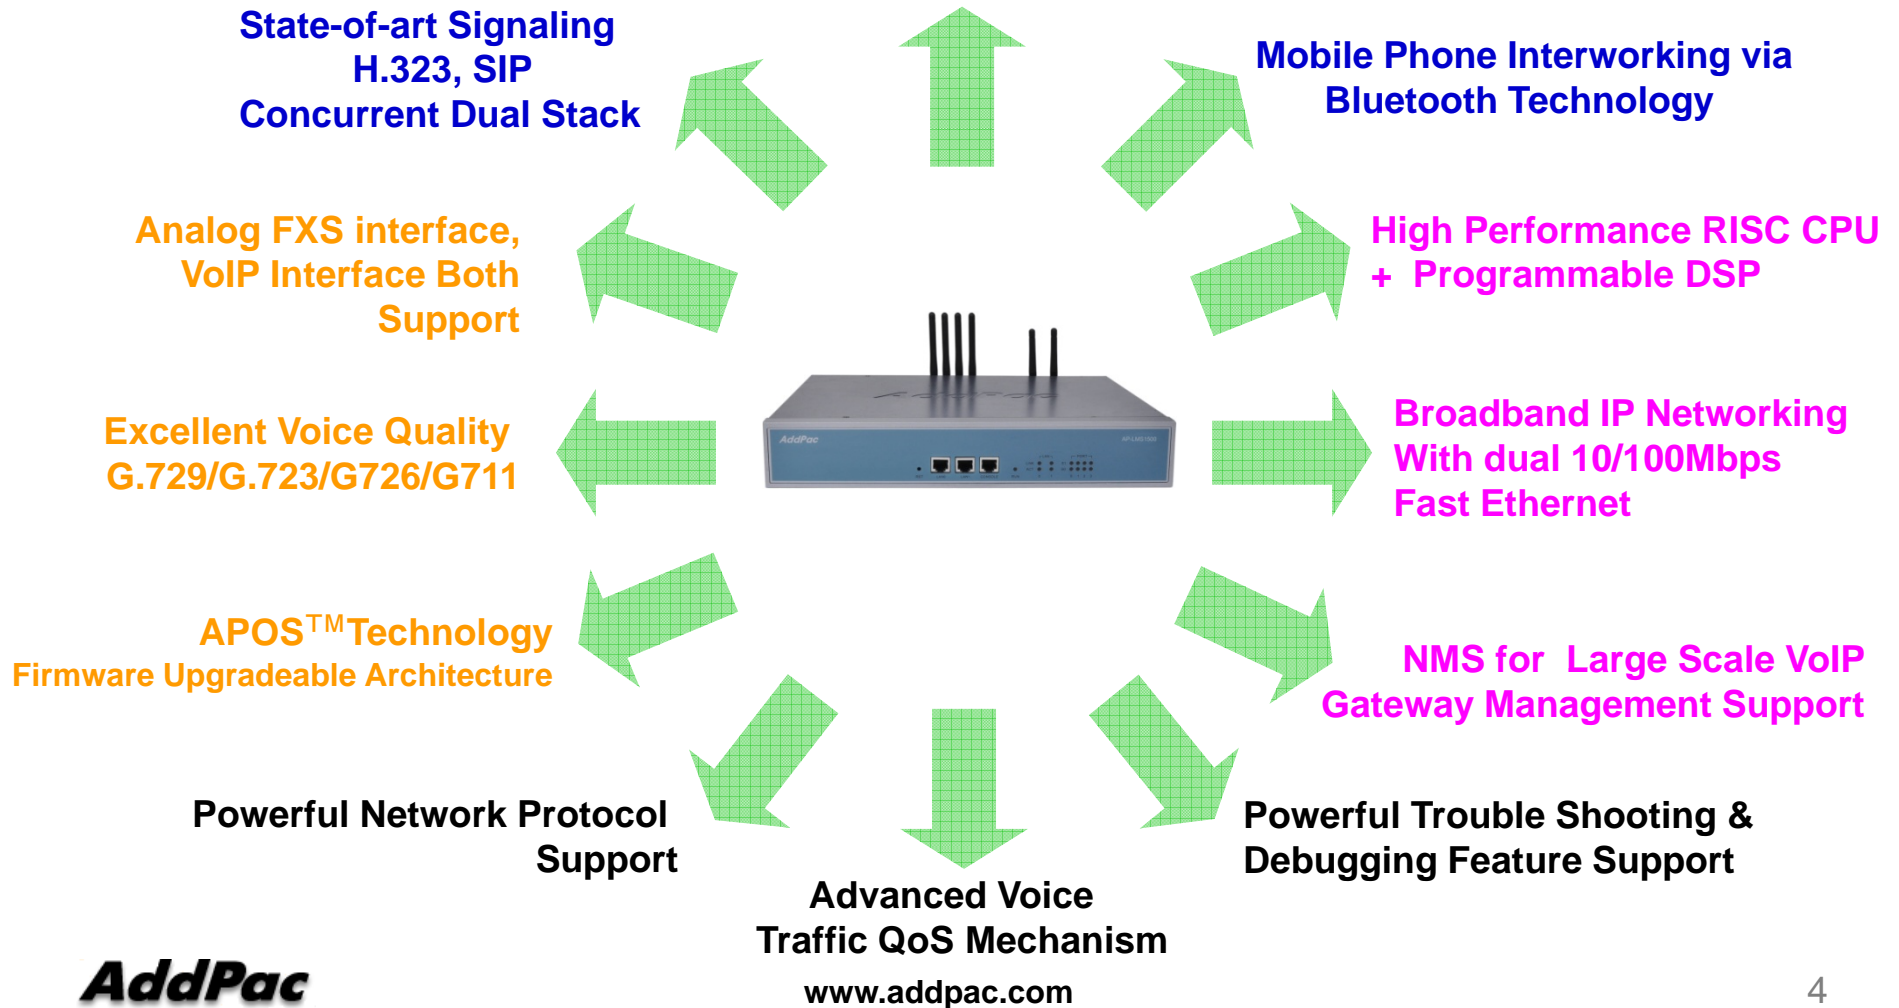 State-of-art Signaling
H.323, SIP
Concurrent Dual Stack
Mobile Phone Interworking via
Bluetooth Technology
Analog FXS interface,
VoIP Interface Both
Support
High Performance RISC CPU
+ Programmable DSP
Excellent Voice Quality
G.729/G.723/G726/G711
Broadband IP Networking
With dual 10/100Mbps
Fast Ethernet
AddPac
APOS™Technology
Firmware Upgradeable Architecture
NMS for Large Scale VoIP
Gateway Management Support
Powerful Network Protocol
Support
Powerful Trouble Shooting &
Debugging Feature Support
Advanced Voice
Traffic QoS Mechanism
AddPac
www.addpac.com
4